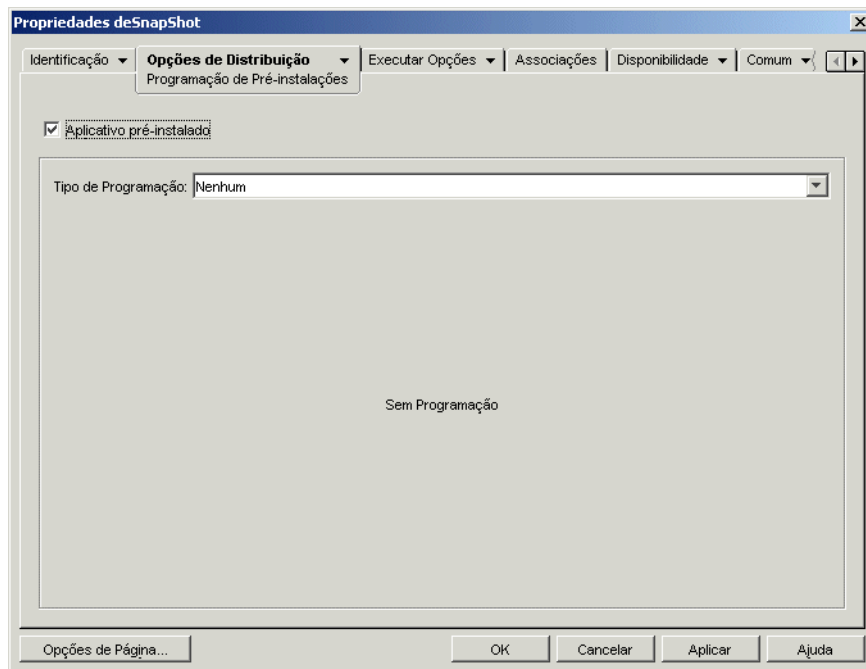 Propriedades deSnapShot
Identificação Opções de Distribuição Executar Opções Associações Disponibilidade Comum
Programação de Pré-instalações
Aplicativo pré-instalado
Tipo de Programação: Nenhum
Sem Programação
Opções de Página... OK Cancelar Aplicar Ajuda